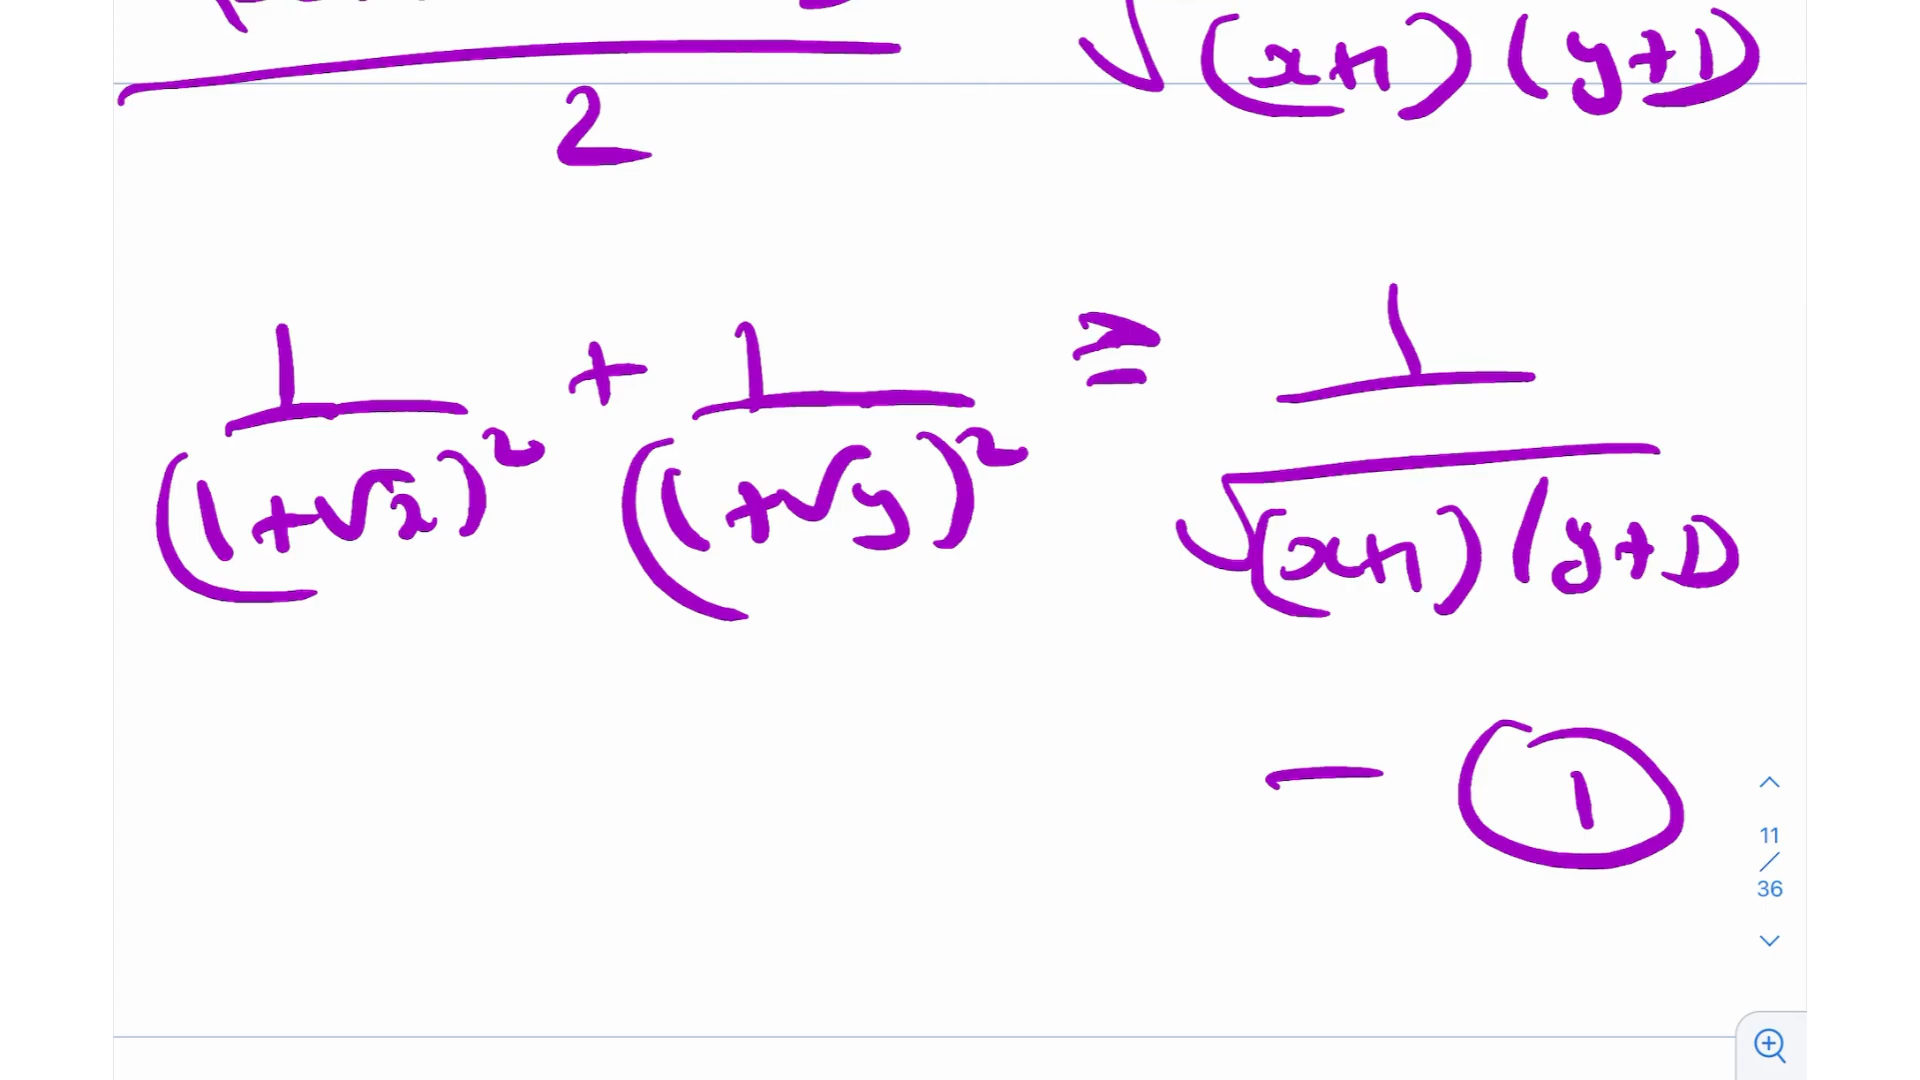 2 √(x+1)(y+1)
1/(1+√x)² + 1/(1+√y)² ≥ 1/√(x+1)(y+1)
— ①
11
/
36